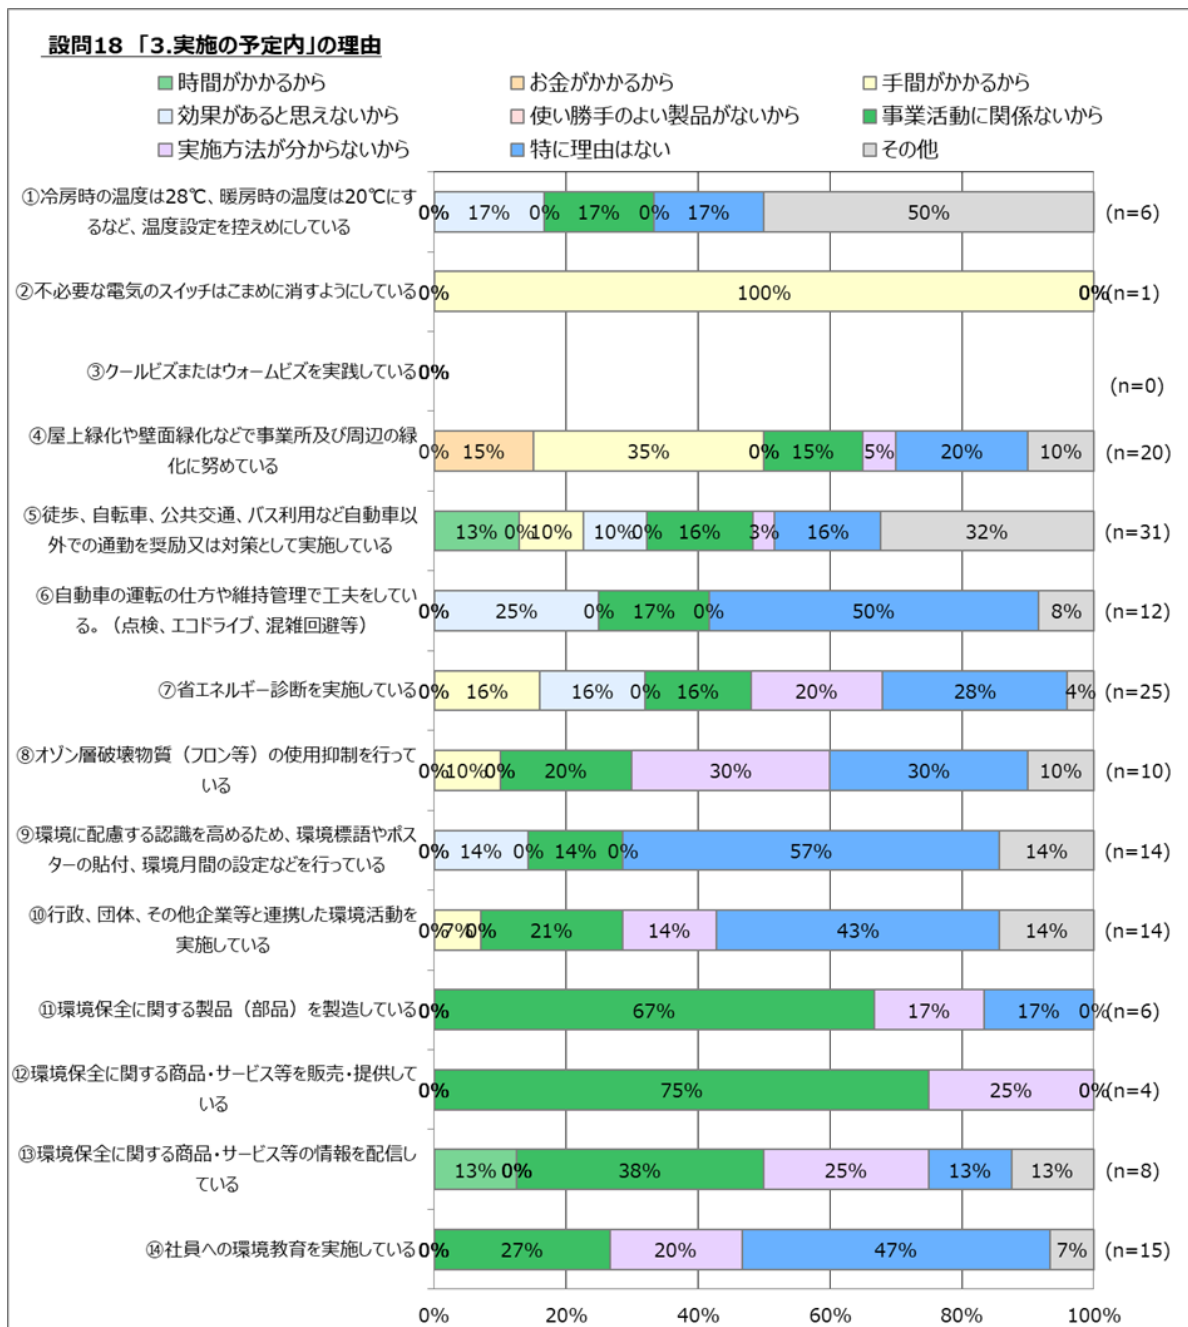 設問18 「3.実施の予定内」の理由
時間がかかるから お金がかかるから 手間がかかるから
効果があると思えないから 使い勝手のよい製品がないから 事業活動に関係ないから
実施方法が分からないから 特に理由はない その他
①冷房時の温度は28℃、暖房時の温度は20℃にす
るなど、温度設定を控えめにしている
0% 17% 0% 17% 0% 17% 50% (n=6)
②不必要な電気のスイッチはこまめに消すようにしている 0% 100% 0% (n=1)
③クールビズまたはウォームビズを実践している 0% (n=0)
④屋上緑化や壁面緑化などで事業所及び周辺の緑
化に努めている
0% 15% 35% 0% 15% 5% 20% 10% (n=20)
⑤徒歩、自転車、公共交通、バス利用など自動車以
外での通勤を奨励又は対策として実施している
13% 0% 10% 10% 0% 16% 3% 16% 32% (n=31)
⑥自動車の運転の仕方や維持管理で工夫をしてい
る。（点検、エコドライブ、混雑回避等）
0% 25% 0% 17% 0% 50% 8% (n=12)
⑦省エネルギー診断を実施している 0% 16% 16% 0% 16% 20% 28% 4% (n=25)
⑧オゾン層破壊物質（フロン等）の使用抑制を行って
いる
0% 10% 0% 20% 30% 30% 10% (n=10)
⑨環境に配慮する認識を高めるため、環境標語やポス
ターの貼付、環境月間の設定などを行っている
0% 14% 0% 14% 0% 57% 14% (n=14)
⑩行政、団体、その他企業等と連携した環境活動を
実施している
0% 7% 0% 21% 14% 43% 14% (n=14)
⑪環境保全に関する製品（部品）を製造している 0% 67% 17% 17% 0% (n=6)
⑫環境保全に関する商品・サービス等を販売・提供して
いる
0% 75% 25% 0% (n=4)
⑬環境保全に関する商品・サービス等の情報を配信し
ている
13% 0% 38% 25% 13% 13% (n=8)
⑭社員への環境教育を実施している 0% 27% 20% 47% 7% (n=15)
0% 20% 40% 60% 80% 100%